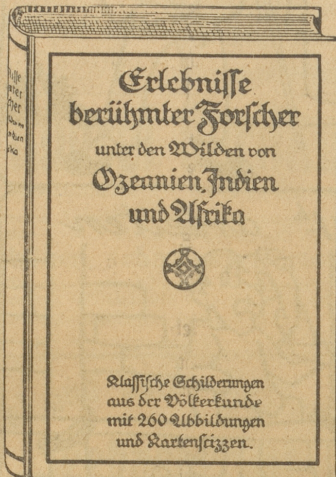 Erlebnisse
berühmter Forscher
unter den Wilden von
Ozeanien, Indien
und Afrika
Klassische Schilderungen
aus der Völkerkunde
mit 260 Abbildungen
und Kartenscizzen.